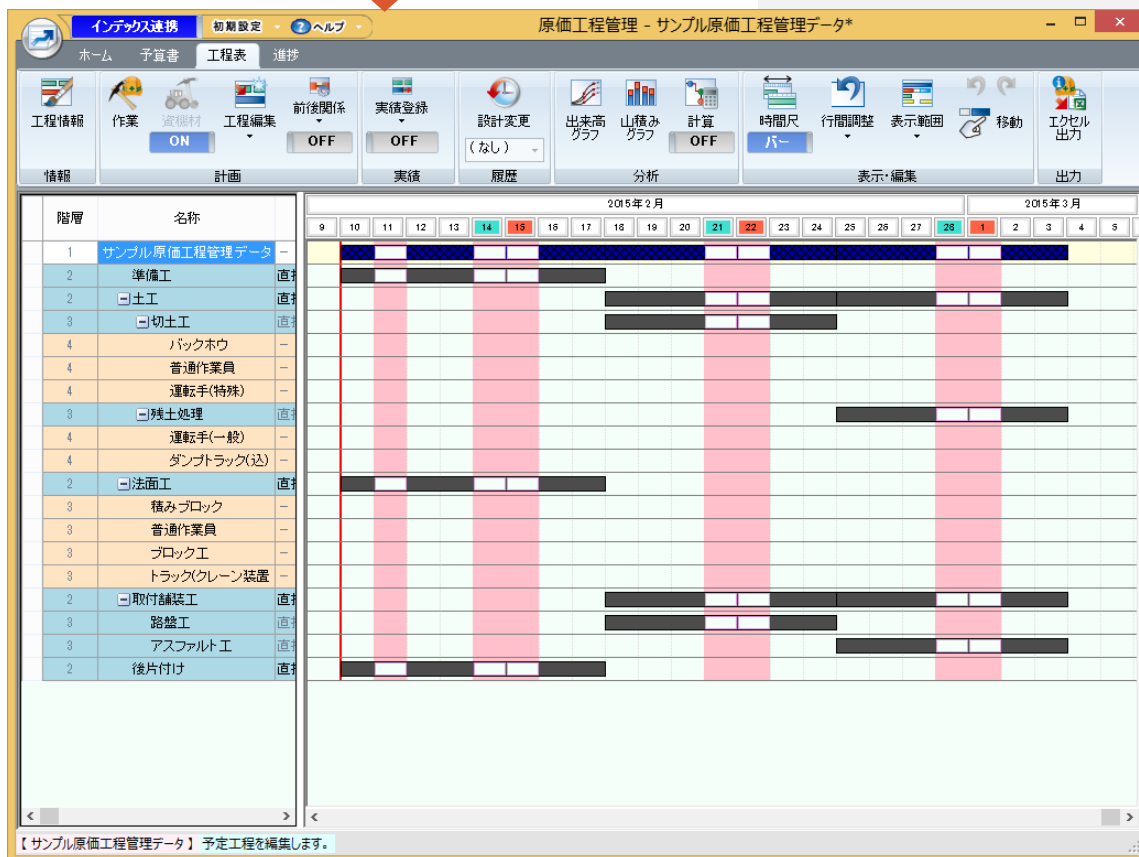 インデックス連携 初期設定 ヘルプ 原価工程管理 - サンプル原価工程管理データ*
ホーム 予算書 工程表 進捗
工程情報 作業 資機材 ON 工程編集 前後関係 OFF 実績登録 OFF 設計変更 (なし) 出来高グラフ 山積みグラフ 計算 OFF 時間尺 バー 行間調整 表示範囲 移動 エクセル出力
情報 計画 実績 履歴 分析 表示・編集 出力
階層 名称 2015年2月 2015年3月
9 10 11 12 13 14 15 16 17 18 19 20 21 22 23 24 25 26 27 28 1 2 3 4 5
1 サンプル原価工程管理データ -
2 準備工 直接
2 土工 直接
3 切土工 直接
4 バックホウ -
4 普通作業員 -
4 運転手(特殊) -
3 残土処理 直接
4 運転手(一般) -
4 ダンプトラック(込) -
2 法面工 直接
3 積みブロック -
3 普通作業員 -
3 ブロック工 -
3 トラック(クレーン装置 -
2 取付舗装工 直接
3 路盤工 直接
3 アスファルト工 直接
2 後片付け 直接
【サンプル原価工程管理データ】 予定工程を編集します。